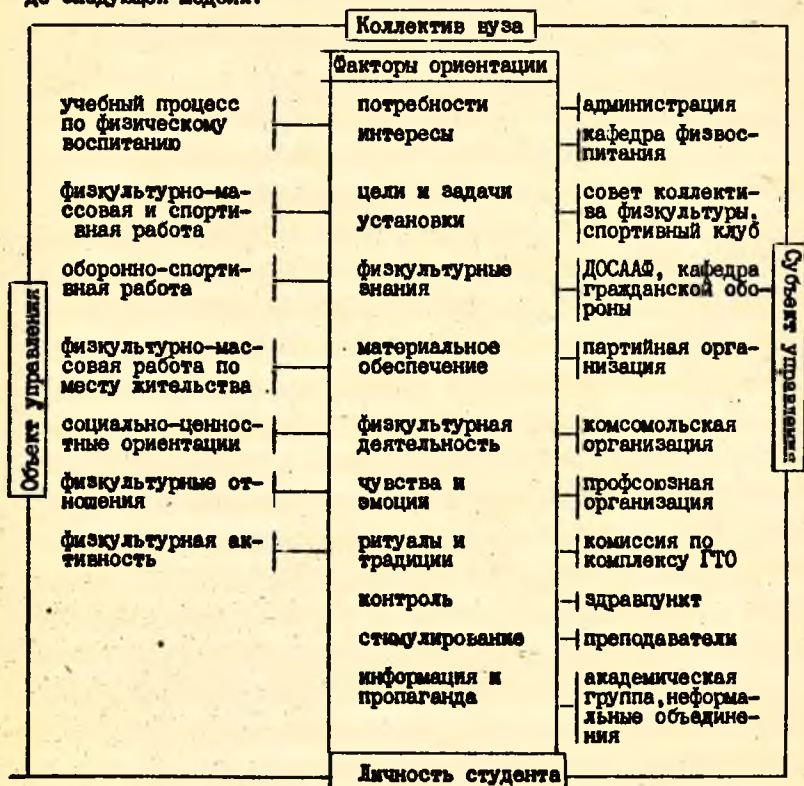 до следующей модели:
Коллектив вуза
Факторы ориентации
Объект управления
учебный процесс
по физическому
воспитанию
физкультурно-ма-
ссовая и спорти-
вная работа
оборонно-спорти-
вная работа
физкультурно-мас-
совая работа по
месту жительства
социально-ценнос-
тные ориентации
физкультурные от-
ношения
физкультурная ак-
тивность
потребности
интересы
цели и задачи
установки
физкультурные
знания
материальное
обеспечение
физкультурная
деятельность
чувства и
эмоции
ритуалы и
традиции
контроль
стимулирование
информация и
пропаганда
администрация
кафедра физвос-
питания
совет коллекти-
ва физкультуры.
спортивный клуб
ДОСААФ, кафедра
гражданской обо-
роны
партийная орга-
низация
комсомольская
организация
профсоюзная
организация
комиссия по
комплексу ГТО
здравпункт
преподаватели
академическая
группа,неформа-
льные объедине-
ния
Субъект управления
Личность студента